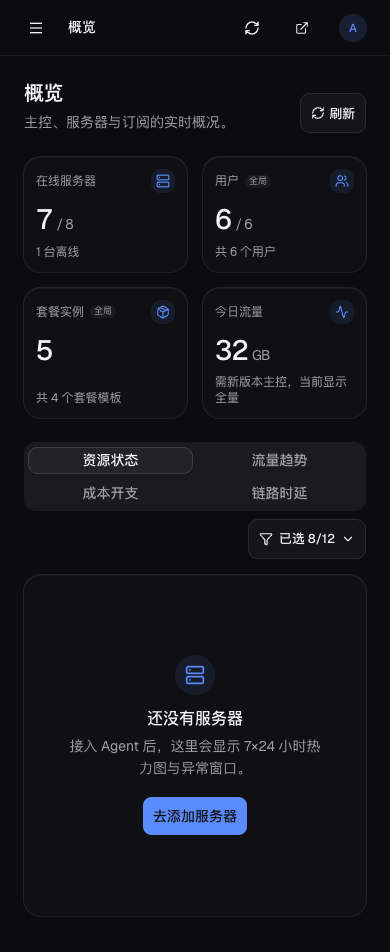 概览
A
概览
主控、服务器与订阅的实时概况。
刷新
在线服务器
7 / 8
1 台离线
用户 全局
6 / 6
共 6 个用户
套餐实例 全局
5
共 4 个套餐模板
今日流量
32 GB
需新版本主控，当前显示
全量
资源状态
流量趋势
成本开支
链路时延
已选 8/12
还没有服务器
接入 Agent 后，这里会显示 7×24 小时热
力图与异常窗口。
去添加服务器